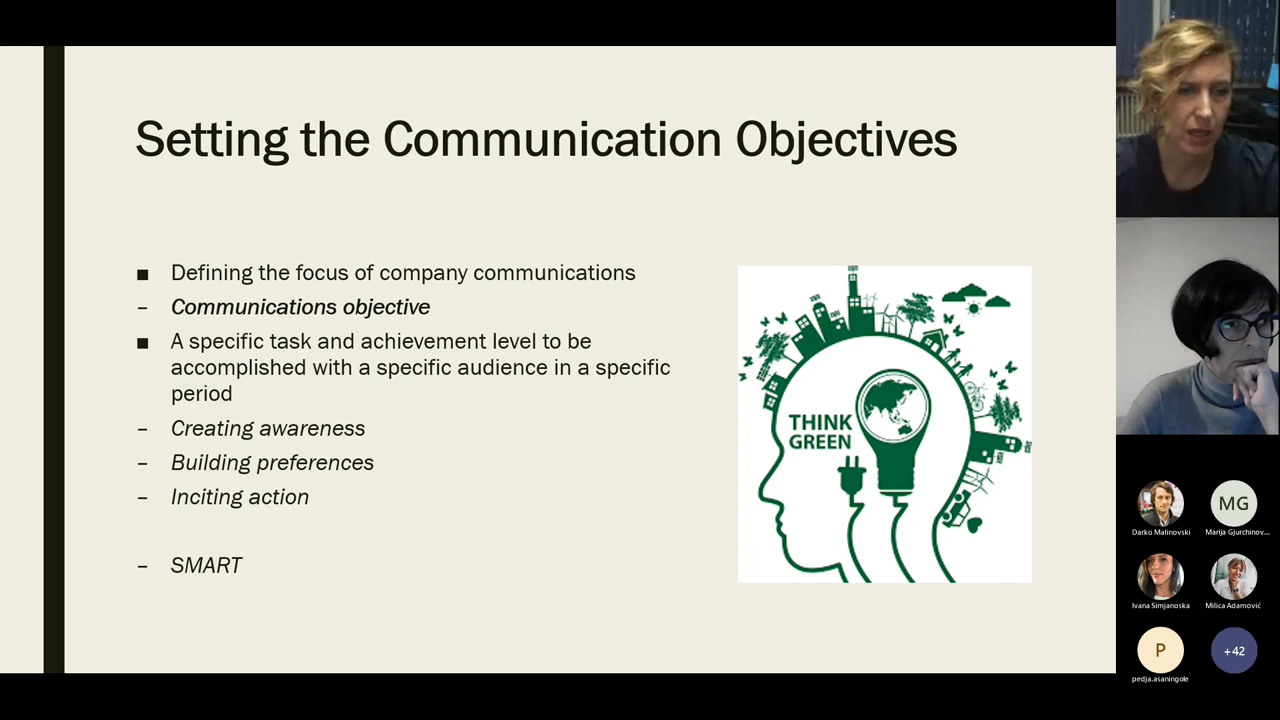 Setting the Communication Objectives
■ Defining the focus of company communications
– Communications objective
■ A specific task and achievement level to be
accomplished with a specific audience in a specific
period
– Creating awareness
– Building preferences
– Inciting action
– SMART
THINK
GREEN
MG
Darko Malinovski
Marija Gjurchinov...
Ivana Simjanoska
Milica Adamović
P
+42
pedja.asaningole